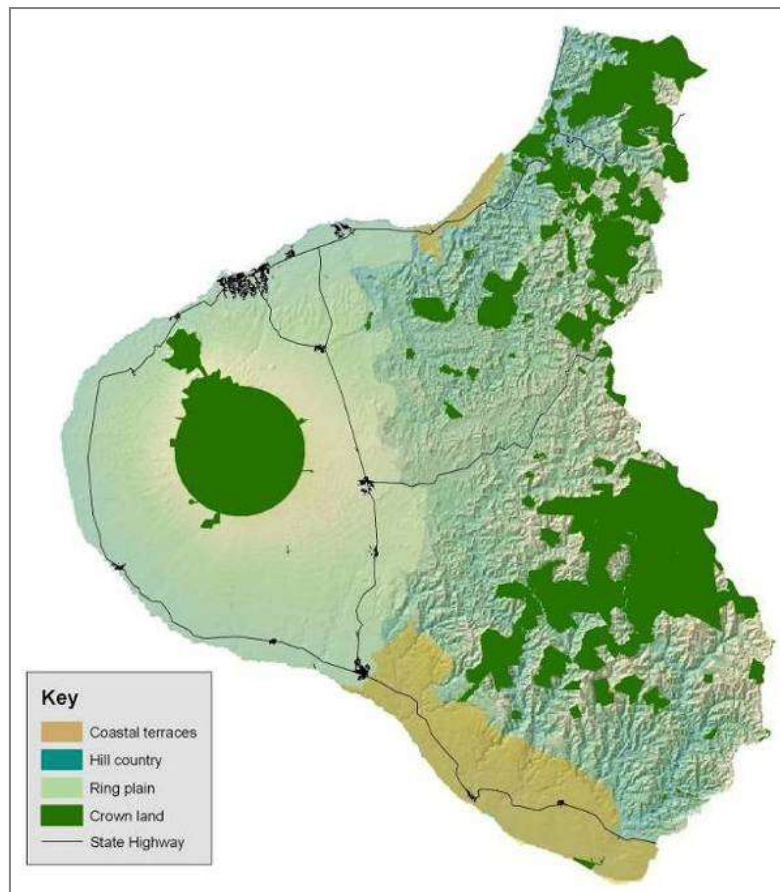 Key
Coastal terraces
Hill country
Ring plain
Crown land
State Highway